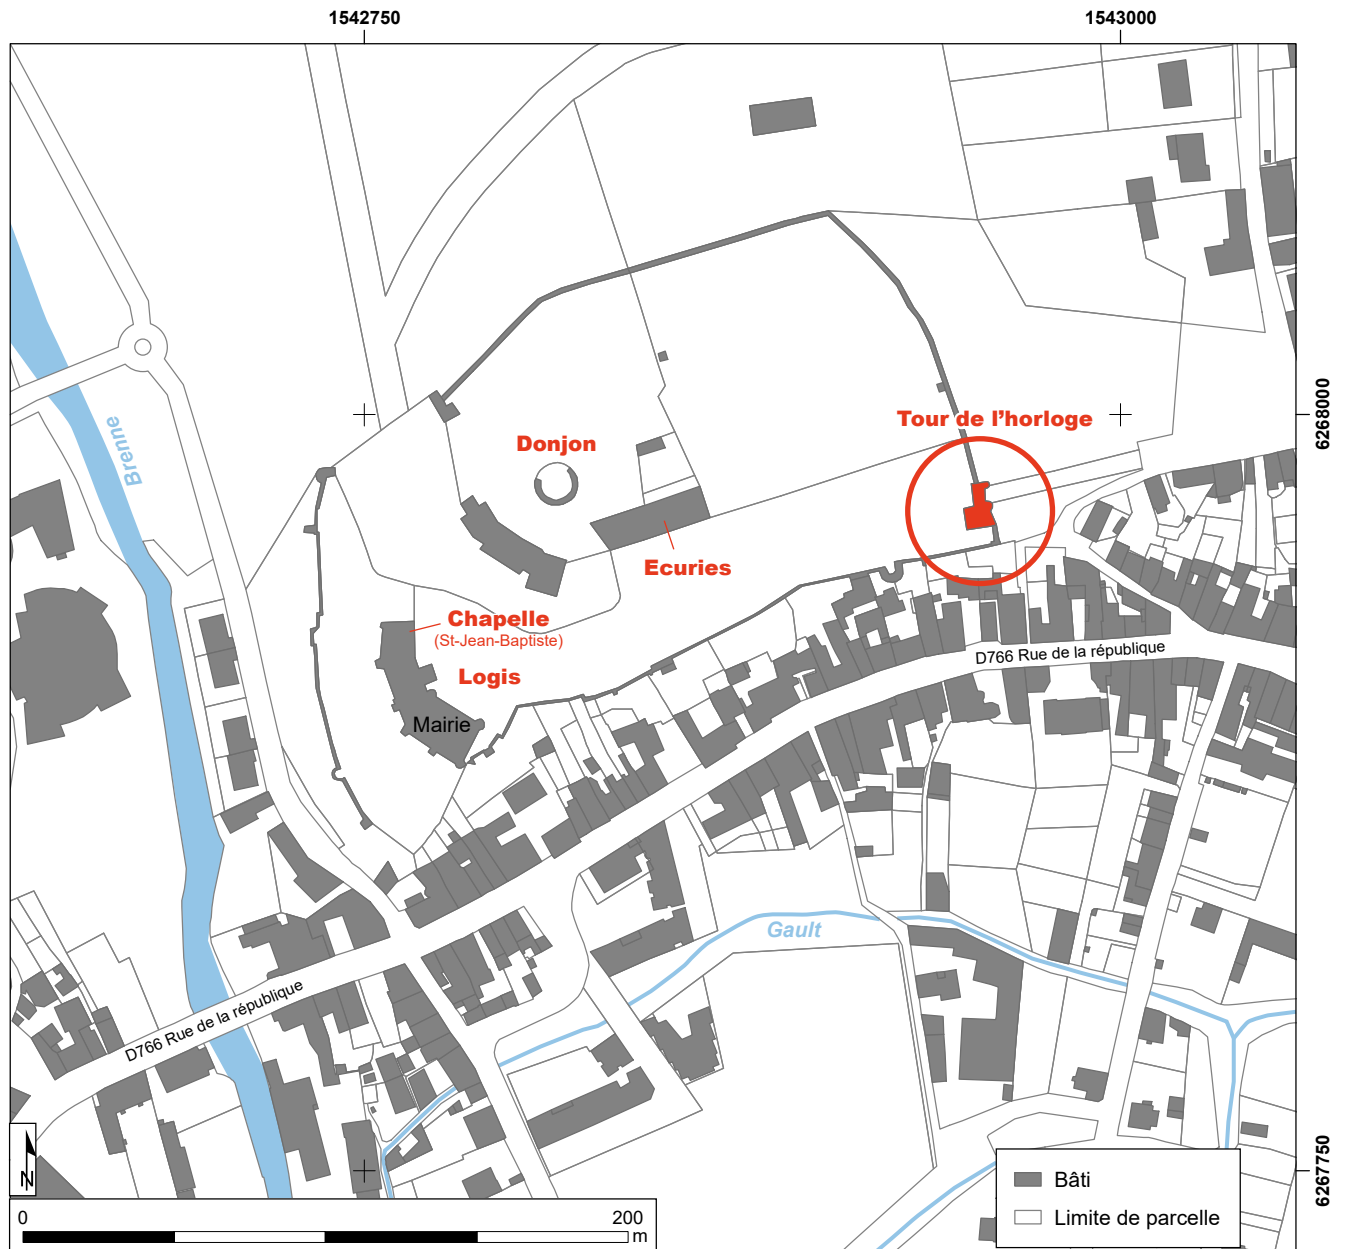 1542750
1543000
6268000
6267750
Brenne
Donjon
Tour de l'horloge
Ecuries
Chapelle
(St-Jean-Baptiste)
Logis
Mairie
D766 Rue de la république
Gault
D766 Rue de la république
N
0
200
m
Bâti
Limite de parcelle